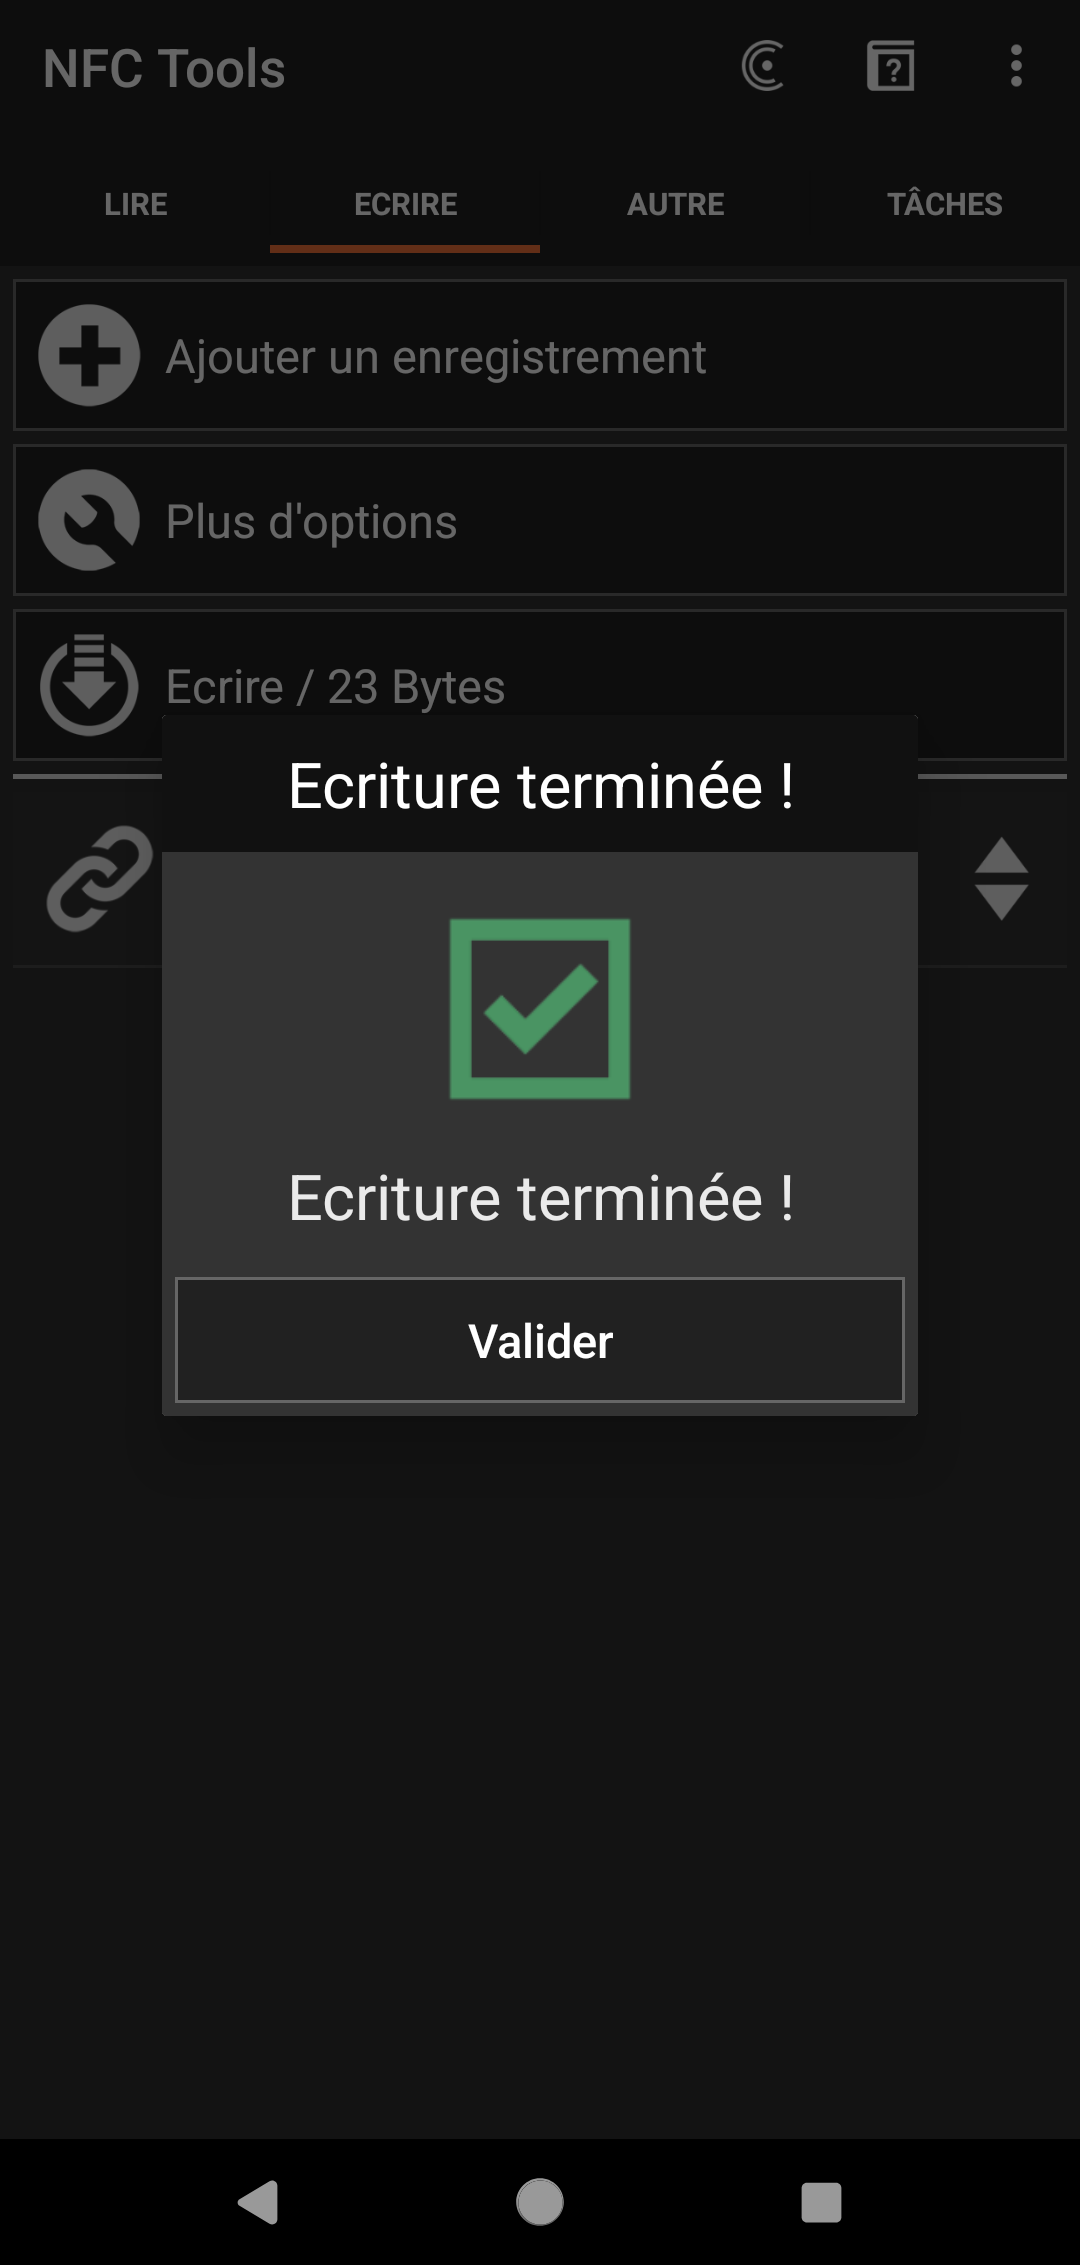 NFC Tools
LIRE
ECRIRE
AUTRE
TÂCHES
Ajouter un enregistrement
Plus d'options
Ecrire / 23 Bytes
Ecriture terminée !
Ecriture terminée !
Valider